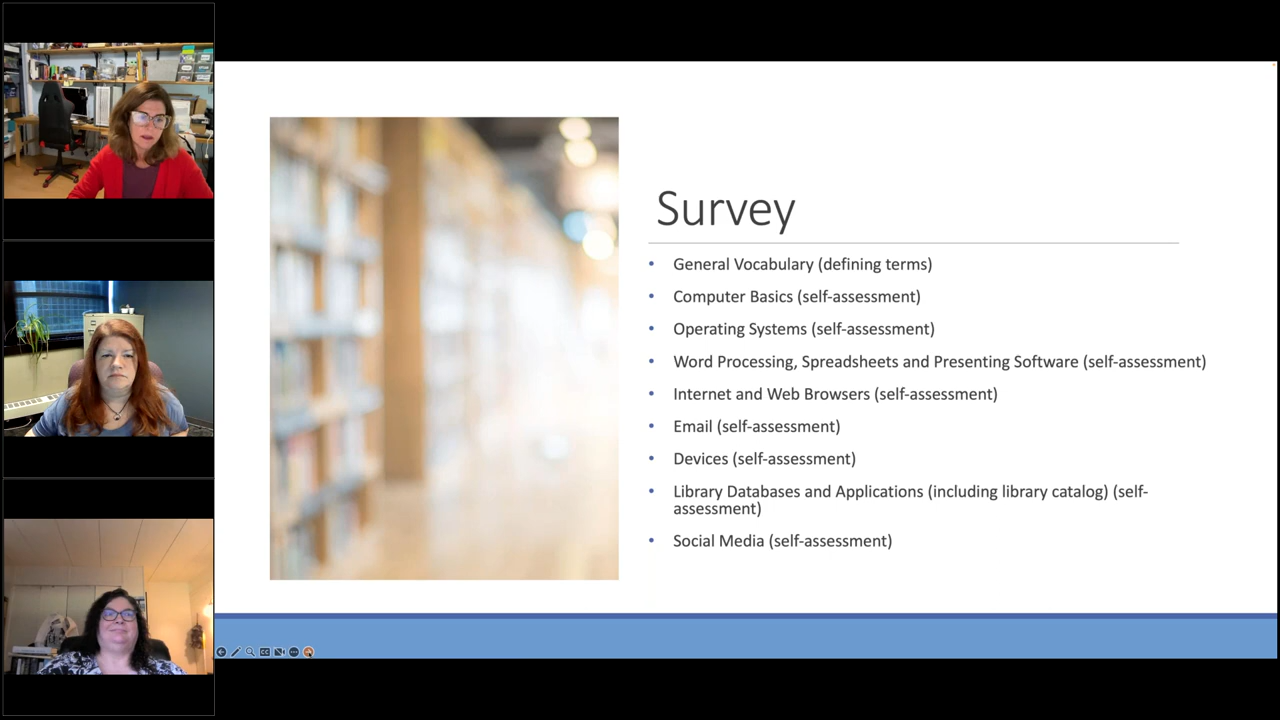 Survey
• General Vocabulary (defining terms)
• Computer Basics (self-assessment)
• Operating Systems (self-assessment)
• Word Processing, Spreadsheets and Presenting Software (self-assessment)
• Internet and Web Browsers (self-assessment)
• Email (self-assessment)
• Devices (self-assessment)
• Library Databases and Applications (including library catalog) (self-
assessment)
• Social Media (self-assessment)